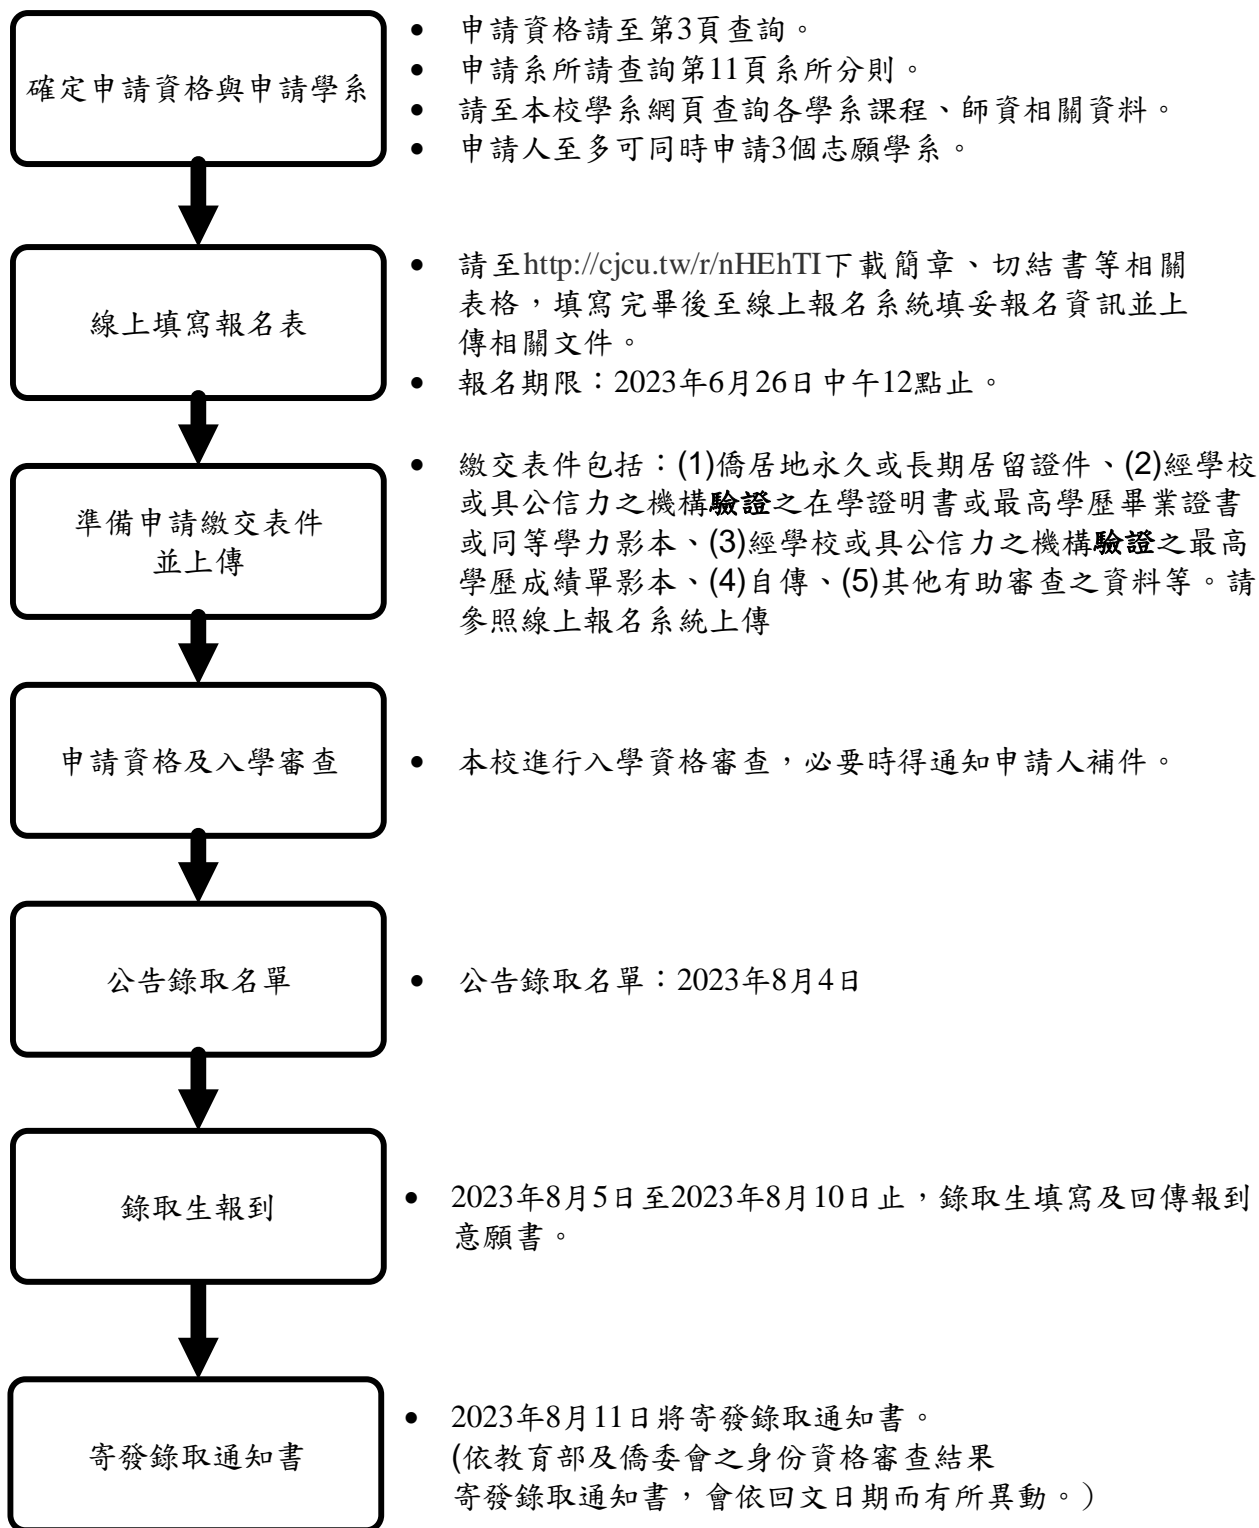 確定申請資格與申請學系
• 申請資格請至第3頁查詢。
• 申請系所請查詢第11頁系所分則。
• 請至本校學系網頁查詢各學系課程、師資相關資料。
• 申請人至多可同時申請3個志願學系。
線上填寫報名表
• 請至http://cjcu.tw/r/nHEhTI下載簡章、切結書等相關
表格，填寫完畢後至線上報名系統填妥報名資訊並上
傳相關文件。
• 報名期限：2023年6月26日中午12點止。
準備申請繳交表件
並上傳
• 繳交表件包括：(1)僑居地永久或長期居留證件、(2)經學校
或具公信力之機構驗證之在學證明書或最高學歷畢業證書
或同等學力影本、(3)經學校或具公信力之機構驗證之最高
學歷成績單影本、(4)自傳、(5)其他有助審查之資料等。請
參照線上報名系統上傳
申請資格及入學審查
• 本校進行入學資格審查，必要時得通知申請人補件。
公告錄取名單
• 公告錄取名單：2023年8月4日
錄取生報到
• 2023年8月5日至2023年8月10日止，錄取生填寫及回傳報到
意願書。
寄發錄取通知書
• 2023年8月11日將寄發錄取通知書。
(依教育部及僑委會之身份資格審查結果
寄發錄取通知書，會依回文日期而有所異動。)